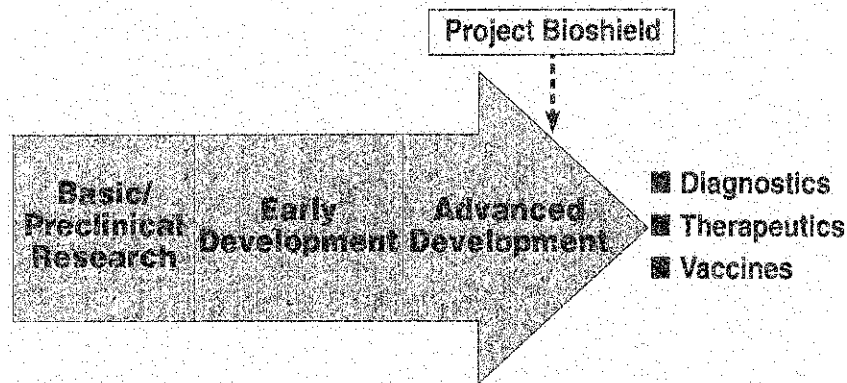 Project Bioshield
Basic/
Preclinical
Research
Early
Development
Advanced
Development
■ Diagnostics
■ Therapeutics
■ Vaccines